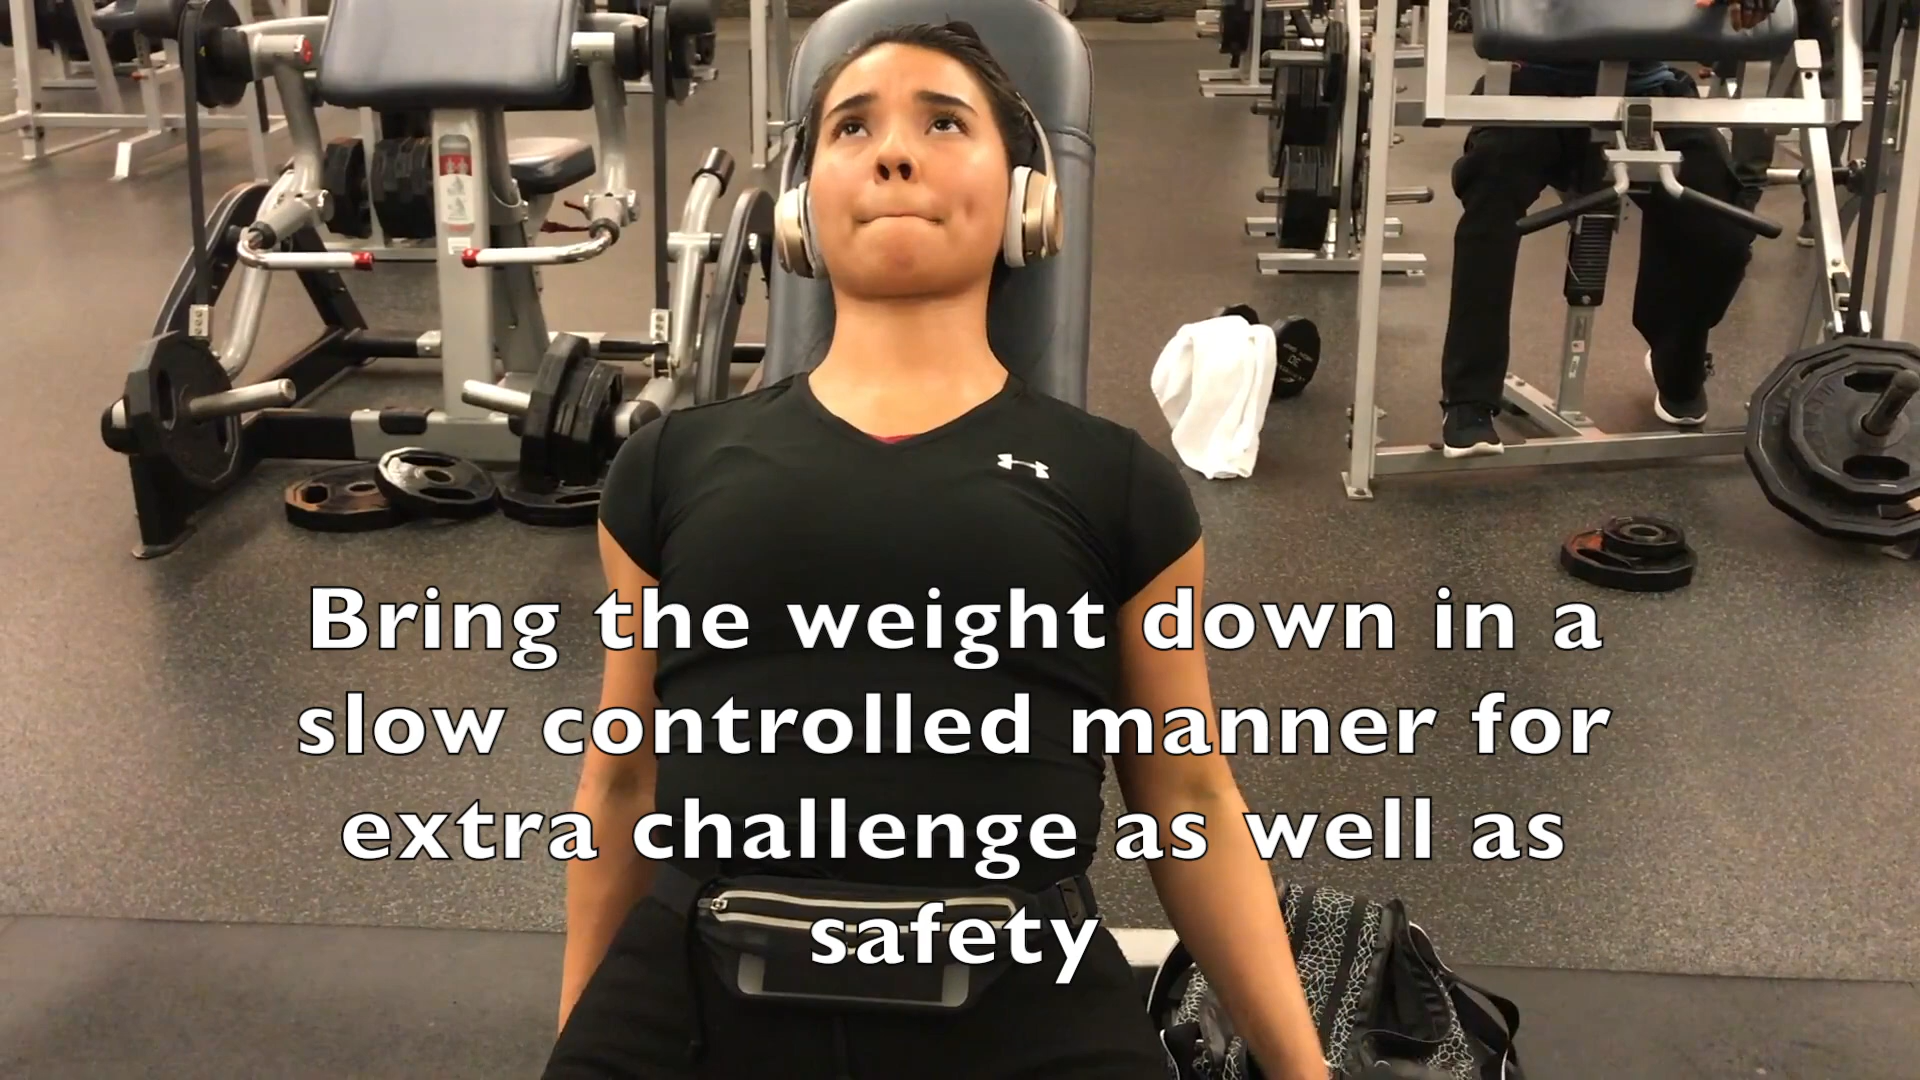 Bring the weight down in a
slow controlled manner for
extra challenge as well as
safety